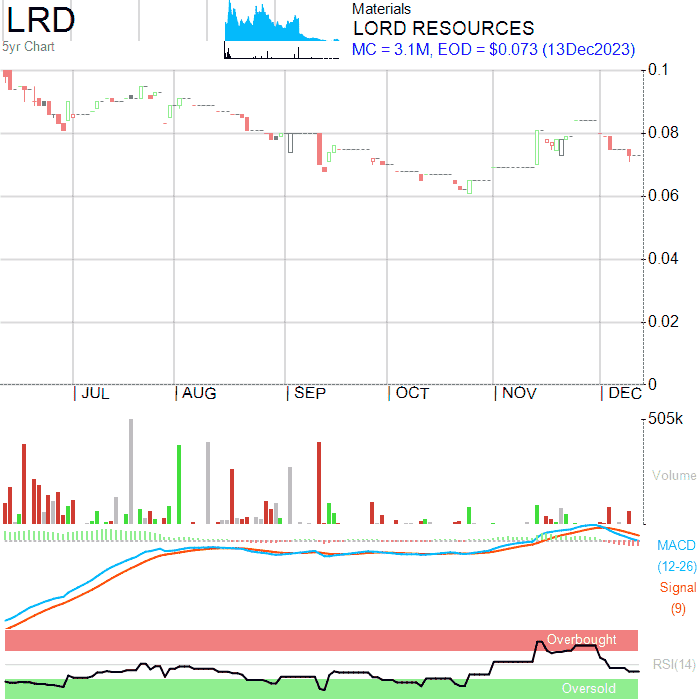 LRD
5yr Chart
Materials
LORD RESOURCES
MC = 3.1M, EOD = $0.073 (13Dec2023)
0.1
0.08
0.06
0.04
0.02
0
JUL AUG SEP OCT NOV DEC
505k
Volume
MACD
(12-26)
Signal
(9)
Overbought
RSI(14)
Oversold